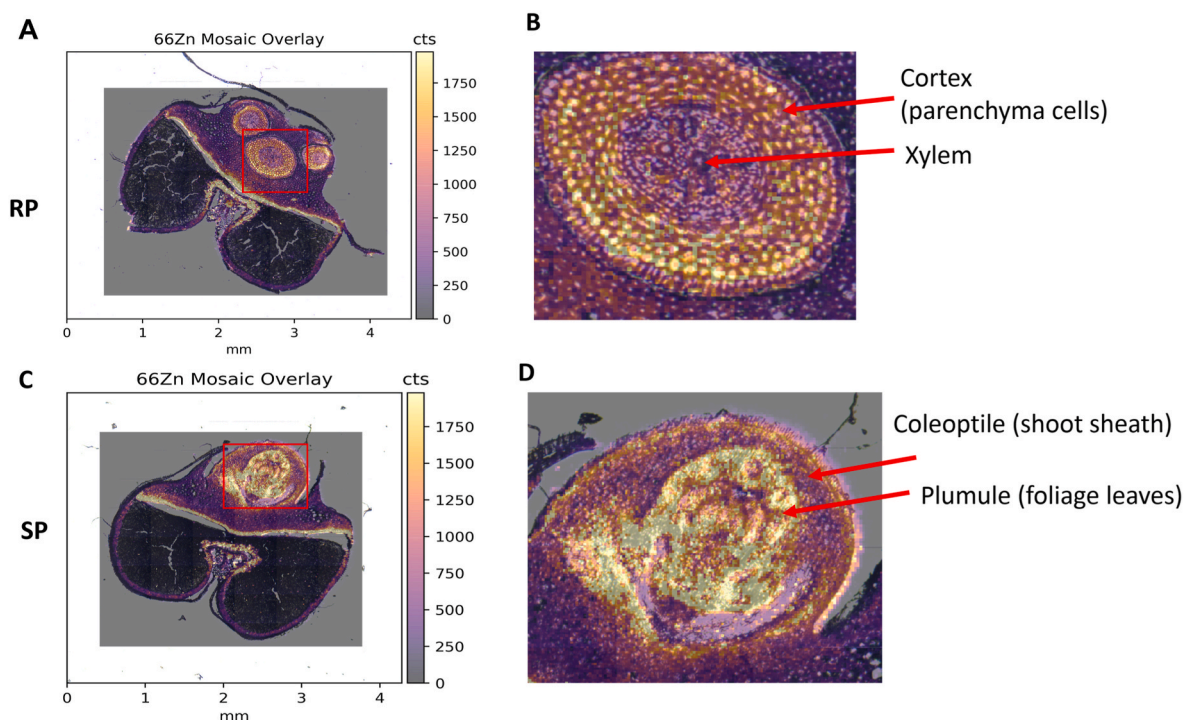 A
66Zn Mosaic Overlay
cts
1750
1500
1250
1000
750
500
250
0
RP
0 1 2 3 4
mm
B
Cortex
(parenchyma cells)
Xylem
C
66Zn Mosaic Overlay
cts
1750
1500
1250
1000
750
500
250
0
SP
0 1 2 3 4
mm
D
Coleoptile (shoot sheath)
Plumule (foliage leaves)